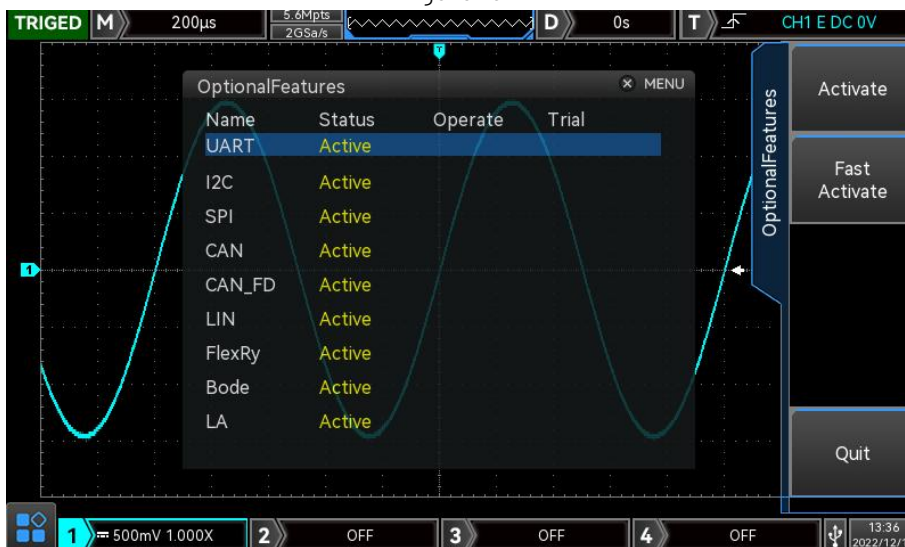 TRIGED M 200μs 5.6Mpts D 0s T CH1 E DC 0V
2GSa/s
T
OptionalFeatures × MENU
Name Status Operate Trial
UART Active
I2C Active
SPI Active
CAN Active
CAN_FD Active
LIN Active
FlexRy Active
Bode Active
LA Active
1
OptionalFeatures
Activate
Fast
Activate
Quit
1 500mV 1.000X 2 OFF 3 OFF 4 OFF 13:36